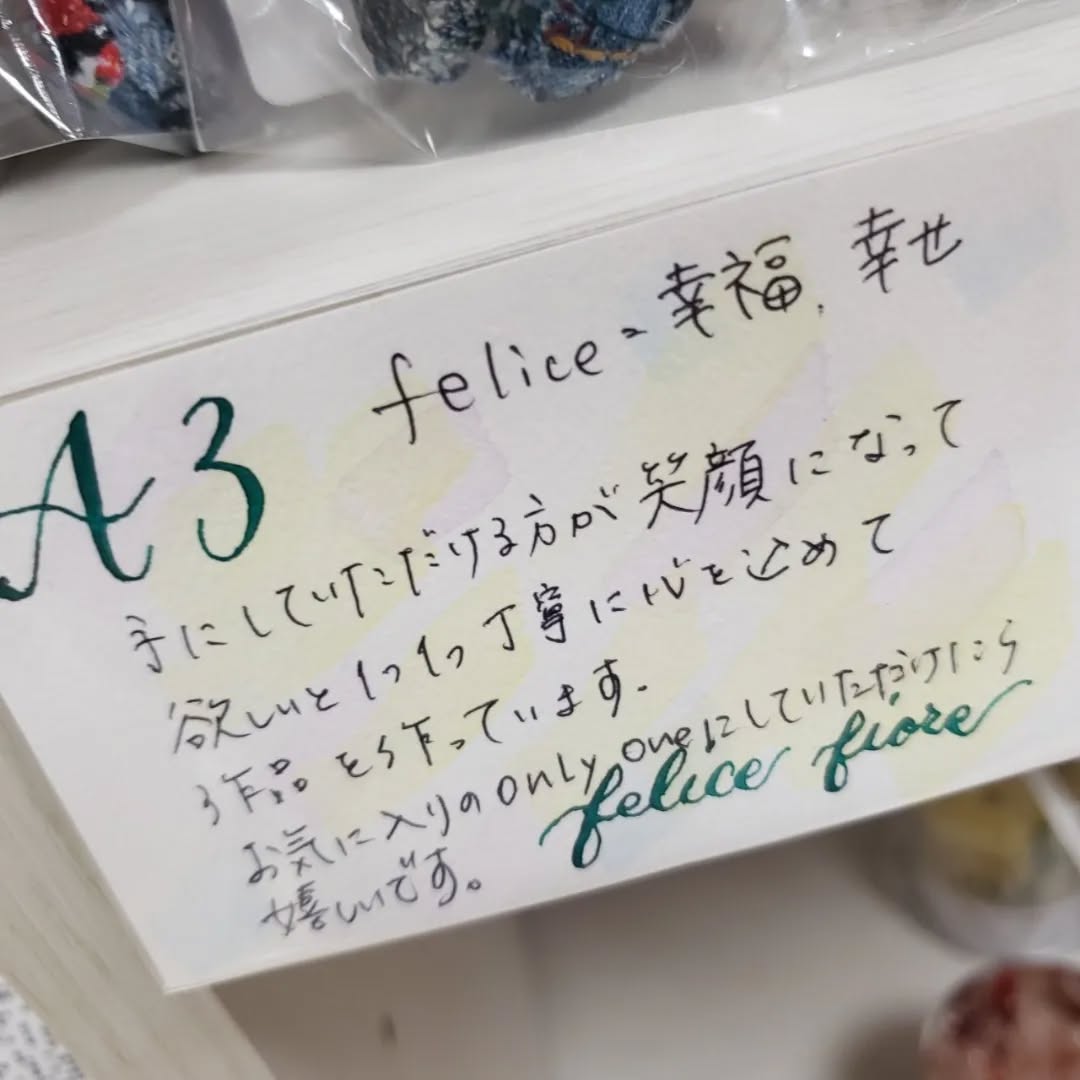 felice = 幸福、幸せ
A3
手にしていただける方が笑顔になって
欲しいと1つ1つ丁寧に心を込めて
作品を作っています。
お気に入りのonly oneにしていただけたら
嬉しいです。
felice fiore